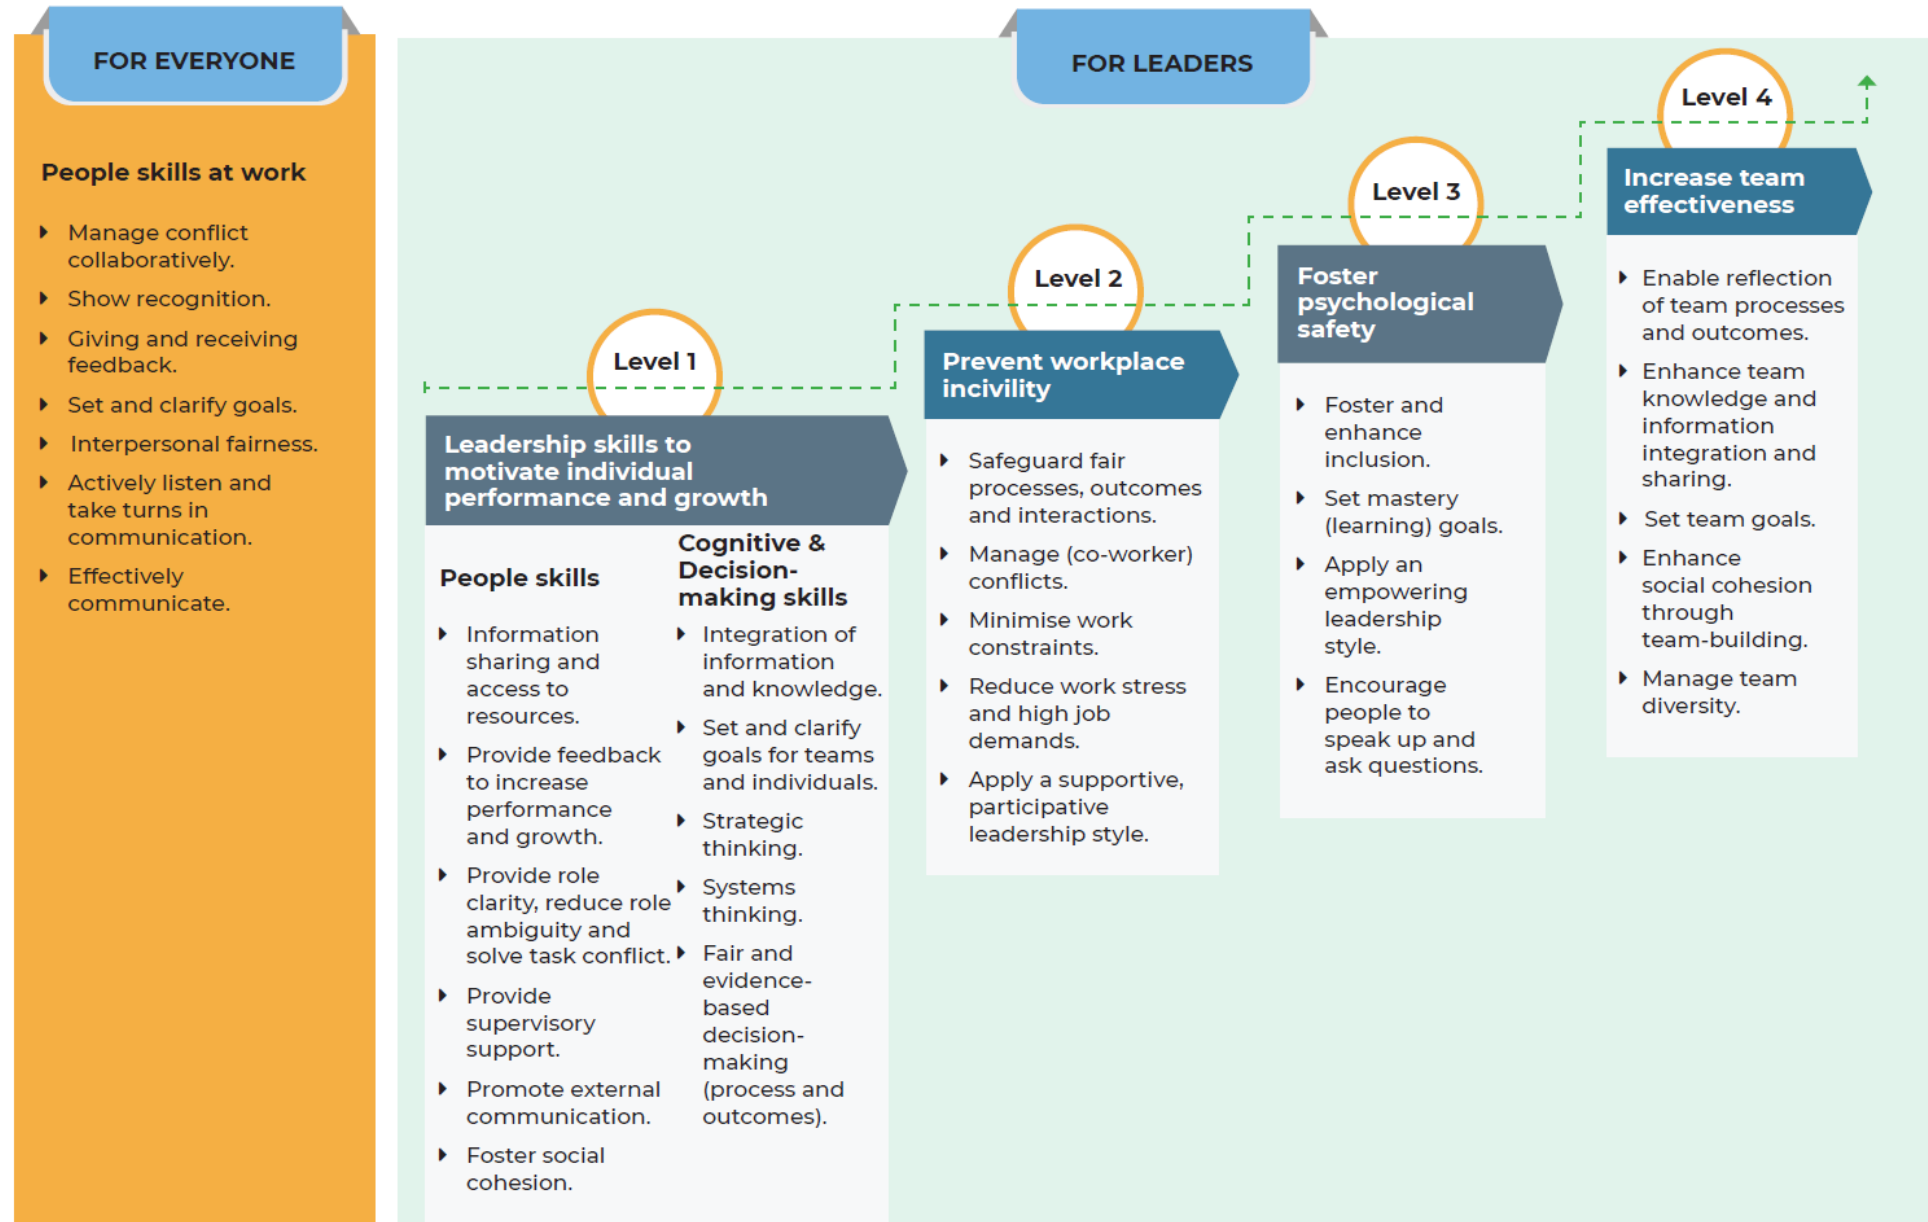 FOR EVERYONE
People skills at work
Manage conflict
collaboratively.
Show recognition.
Giving and receiving
feedback.
Set and clarify goals.
Interpersonal fairness.
Actively listen and
take turns in
communication.
Effectively
communicate.
FOR LEADERS
Level 1
Leadership skills to
motivate individual
performance and growth
People skills
Information
sharing and
access to
resources.
Provide feedback
to increase
performance
and growth.
Provide role
clarity, reduce role
ambiguity and
solve task conflict.
Provide
supervisory
support.
Promote external
communication.
Foster social
cohesion.
Cognitive &
Decision-
making skills
Integration of
information
and knowledge.
Set and clarify
goals for teams
and individuals.
Strategic
thinking.
Systems
thinking.
Fair and
evidence-
based
decision-
making
(process and
outcomes).
Level 2
Prevent workplace
incivility
Safeguard fair
processes, outcomes
and interactions.
Manage (co-worker)
conflicts.
Minimise work
constraints.
Reduce work stress
and high job
demands.
Apply a supportive,
participative
leadership style.
Level 3
Foster
psychological
safety
Foster and
enhance
inclusion.
Set mastery
(learning) goals.
Apply an
empowering
leadership
style.
Encourage
people to
speak up and
ask questions.
Level 4
Increase team
effectiveness
Enable reflection
of team processes
and outcomes.
Enhance team
knowledge and
information
integration and
sharing.
Set team goals.
Enhance
social cohesion
through
team-building.
Manage team
diversity.